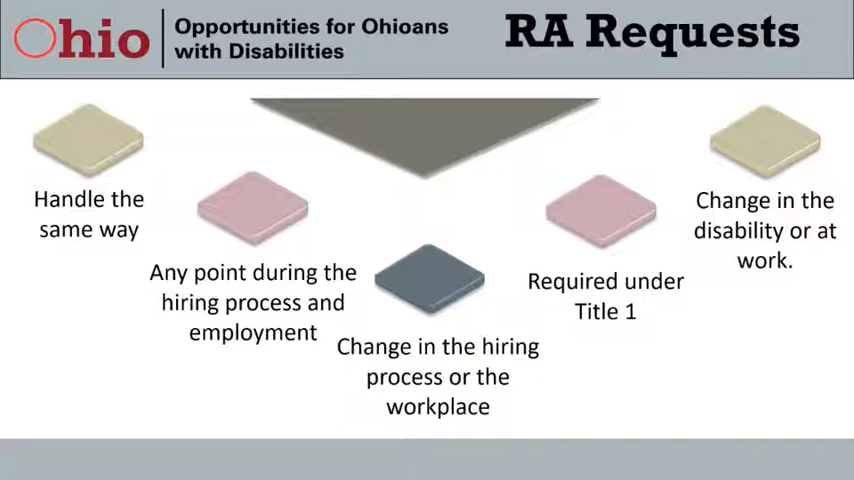 Ohio
Opportunities for Ohioans
with Disabilities
RA Requests
Handle the
same way
Any point during the
hiring process and
employment
Change in the hiring
process or the
workplace
Required under
Title 1
Change in the
disability or at
work.